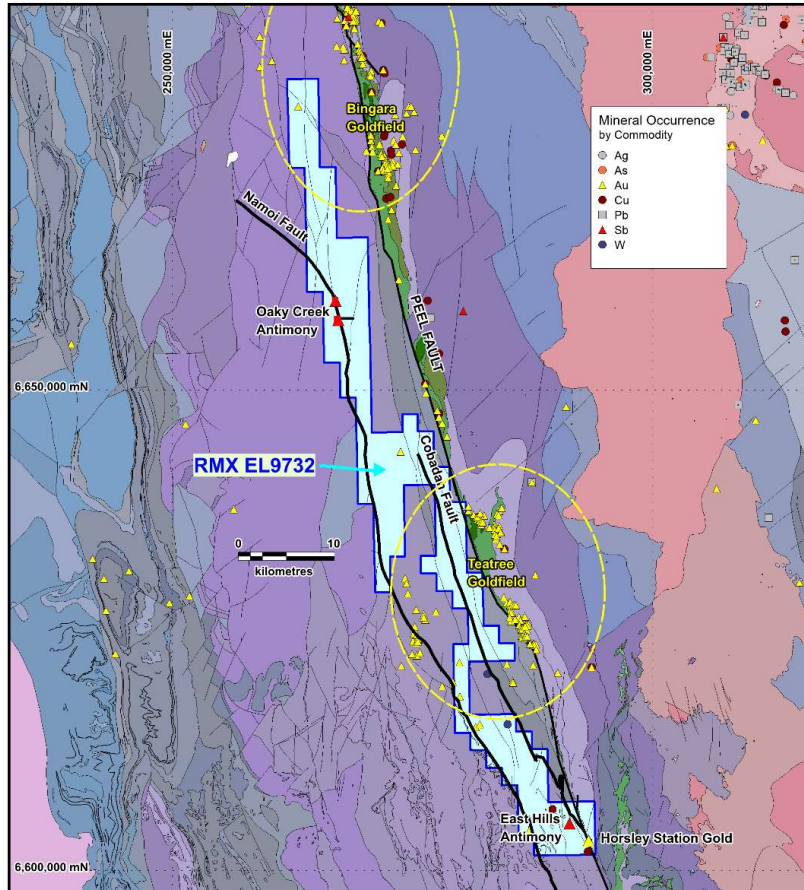 250,000 mE
300,000 mE
Bingara
Goldfield
Mineral Occurrence
by Commodity
Ag
As
Au
Cu
Pb
Sb
W
Namoi Fault
Oaky Creek
Antimony
PEEL FAULT
6,650,000 mN
RMX EL9732
Cobadah Fault
0 10
kilometres
Teatree
Goldfield
East Hills
Antimony
Horsley Station Gold
6,600,000 mN